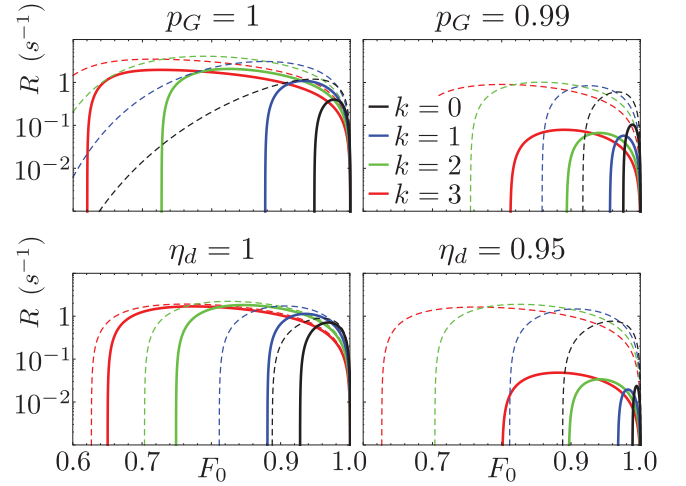 p_G = 1
p_G = 0.99
R (s⁻¹)
1
10⁻¹
10⁻²
k = 0
k = 1
k = 2
k = 3
η_d = 1
η_d = 0.95
R (s⁻¹)
1
10⁻¹
10⁻²
0.6 0.7 F₀ 0.9 1.0 0.7 F₀ 0.9 1.0